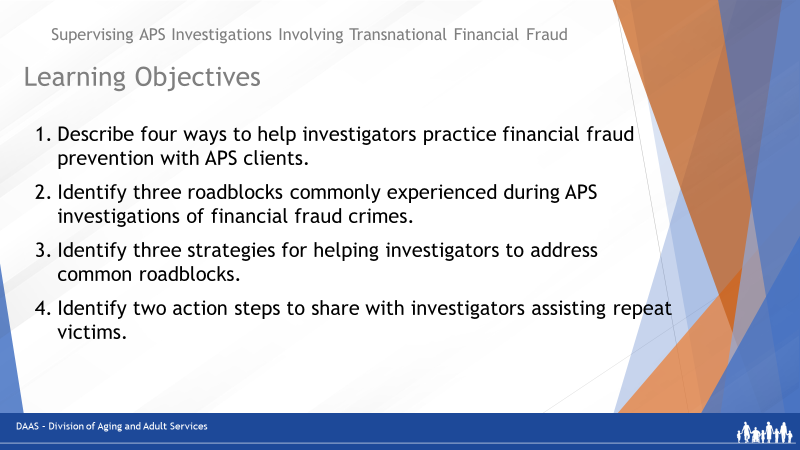 Supervising APS Investigations Involving Transnational Financial Fraud
Learning Objectives
1. Describe four ways to help investigators practice financial fraud
prevention with APS clients.
2. Identify three roadblocks commonly experienced during APS
investigations of financial fraud crimes.
3. Identify three strategies for helping investigators to address
common roadblocks.
4. Identify two action steps to share with investigators assisting repeat
victims.
DAAS – Division of Aging and Adult Services